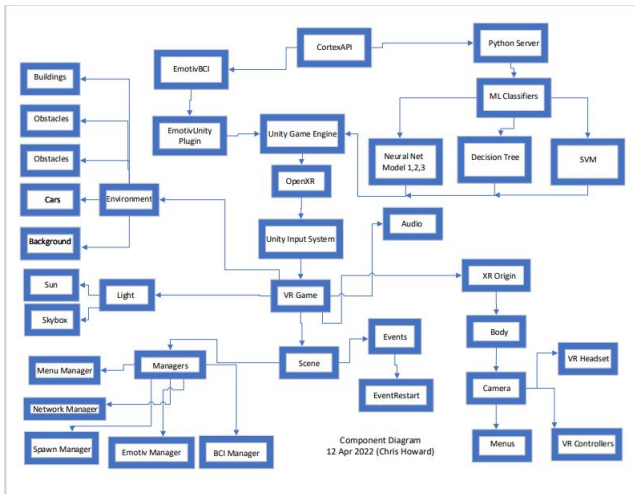 CortexAPI
Python Server
EmotivBCI
Buildings
ML Classifiers
Obstacles
EmotivUnity
Plugin
Unity Game Engine
Neural Net
Model 1,2,3
Decision Tree
SVM
Obstacles
OpenXR
Cars
Environment
Audio
Background
Unity Input System
XR Origin
Sun
Light
VR Game
Skybox
Body
Events
VR Headset
Menu Manager
Managers
Scene
Camera
EventRestart
Network Manager
Spawn Manager
Emotiv Manager
BCI Manager
Menus
VR Controllers
Component Diagram
12 Apr 2022 (Chris Howard)